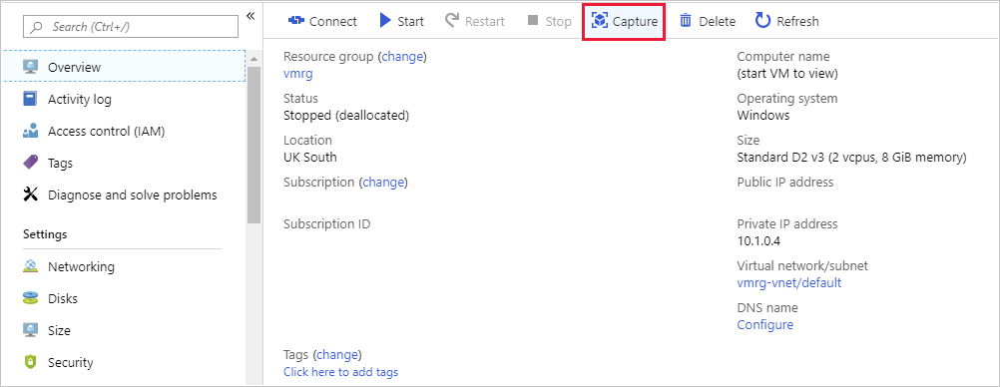 Search (Ctrl+/)
«
Overview
Activity log
Access control (IAM)
Tags
Diagnose and solve problems
Settings
Networking
Disks
Size
Security
Connect Start Restart Stop Capture Delete Refresh
Resource group (change)
vmrg
Status
Stopped (deallocated)
Location
UK South
Subscription (change)
Subscription ID
Computer name
(start VM to view)
Operating system
Windows
Size
Standard D2 v3 (2 vcpus, 8 GiB memory)
Public IP address
Private IP address
10.1.0.4
Virtual network/subnet
vmrg-vnet/default
DNS name
Configure
Tags (change)
Click here to add tags